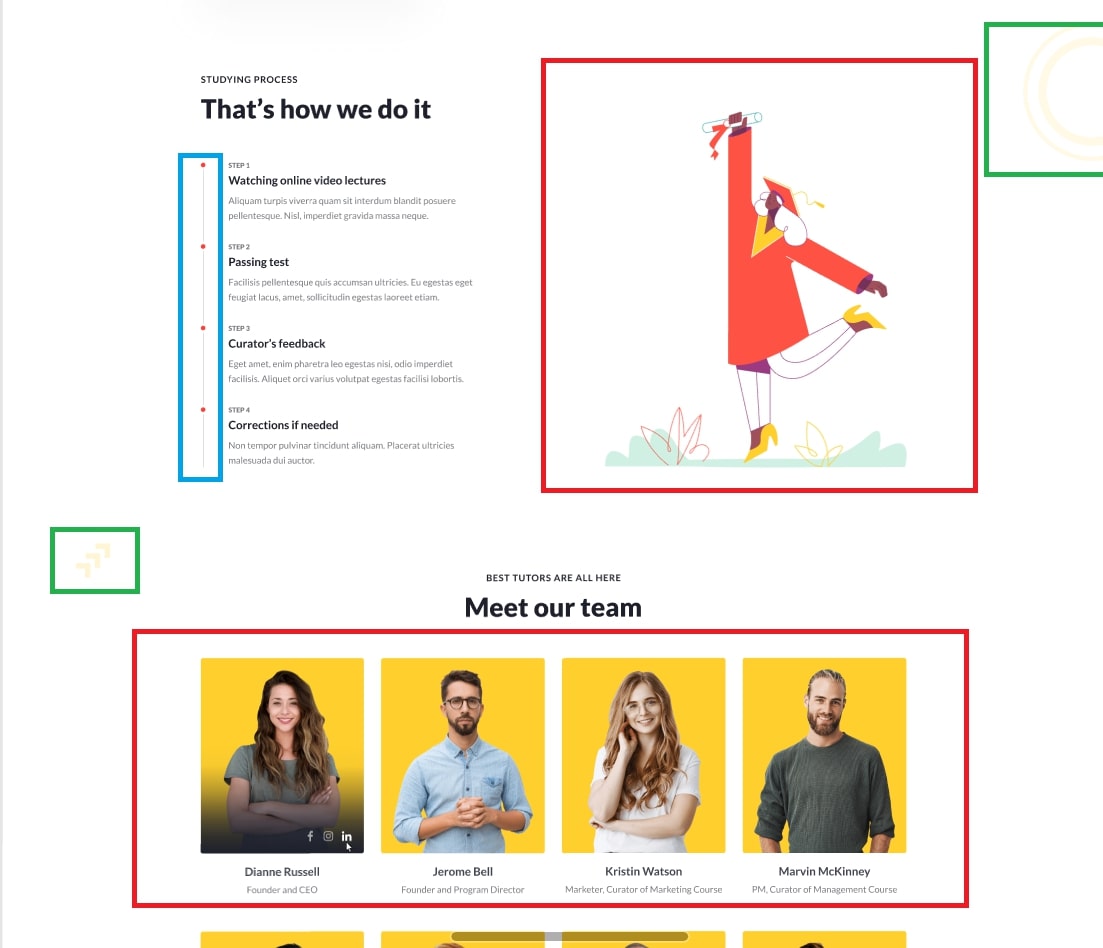 STUDYING PROCESS
That’s how we do it
STEP 1
Watching online video lectures
Aliquam turpis viverra quam sit interdum blandit posuere
pellentesque. Nisl, imperdiet gravida massa neque.
STEP 2
Passing test
Facilisis pellentesque quis accumsan ultricies. Eu egestas eget
feugiat lacus, amet, sollicitudin egestas laoreet etiam.
STEP 3
Curator’s feedback
Eget amet, enim pharetra leo egestas nisi, odio imperdiet
facilisis. Aliquet orci varius volutpat egestas facilisi lobortis.
STEP 4
Corrections if needed
Non tempor pulvinar tincidunt aliquam. Placerat ultricies
malesuada dui auctor.
BEST TUTORS ARE ALL HERE
Meet our team
Dianne Russell
Founder and CEO
Jerome Bell
Founder and Program Director
Kristin Watson
Marketer, Curator of Marketing Course
Marvin McKinney
PM, Curator of Management Course